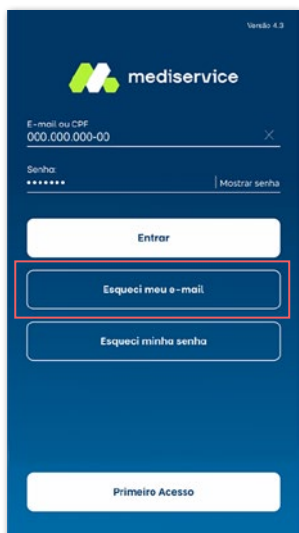 Versão 4.3
mediservice
E-mail ou CPF
000.000.000-00
Senha:
Mostrar senha
Entrar
Esqueci meu e-mail
Esqueci minha senha
Primeiro Acesso